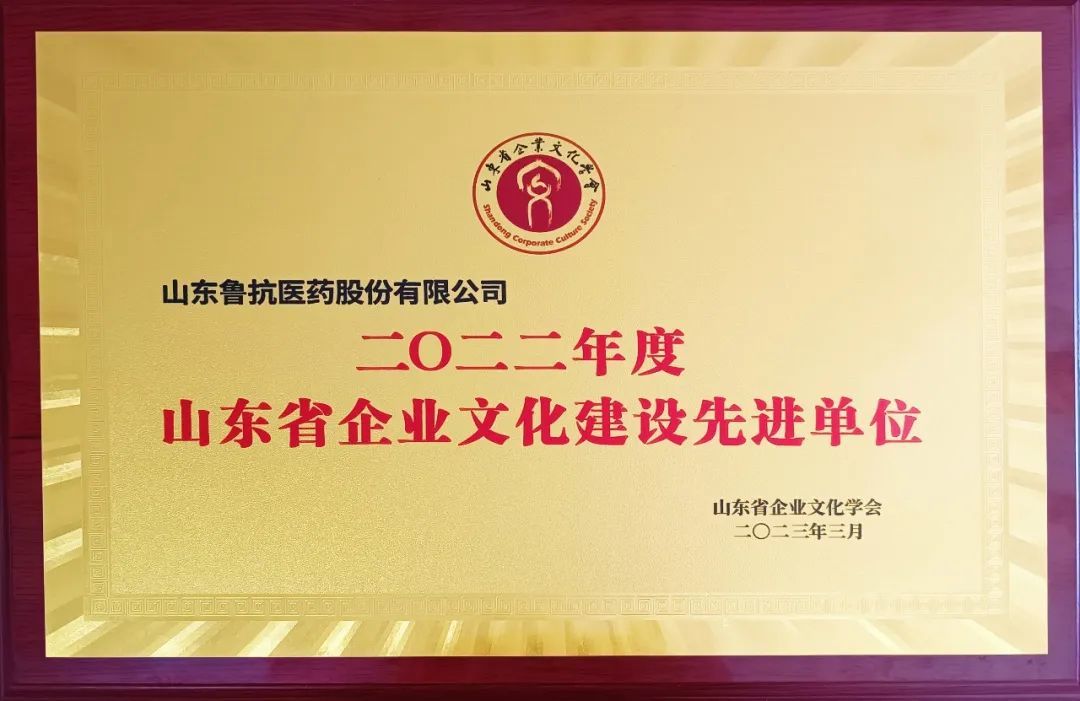 山东省企業文化学會
Shandong Corporate Culture Society
山东鲁抗医药股份有限公司
二〇二二年度
山东省企业文化建设先进单位
山东省企业文化学会
二〇二三年三月